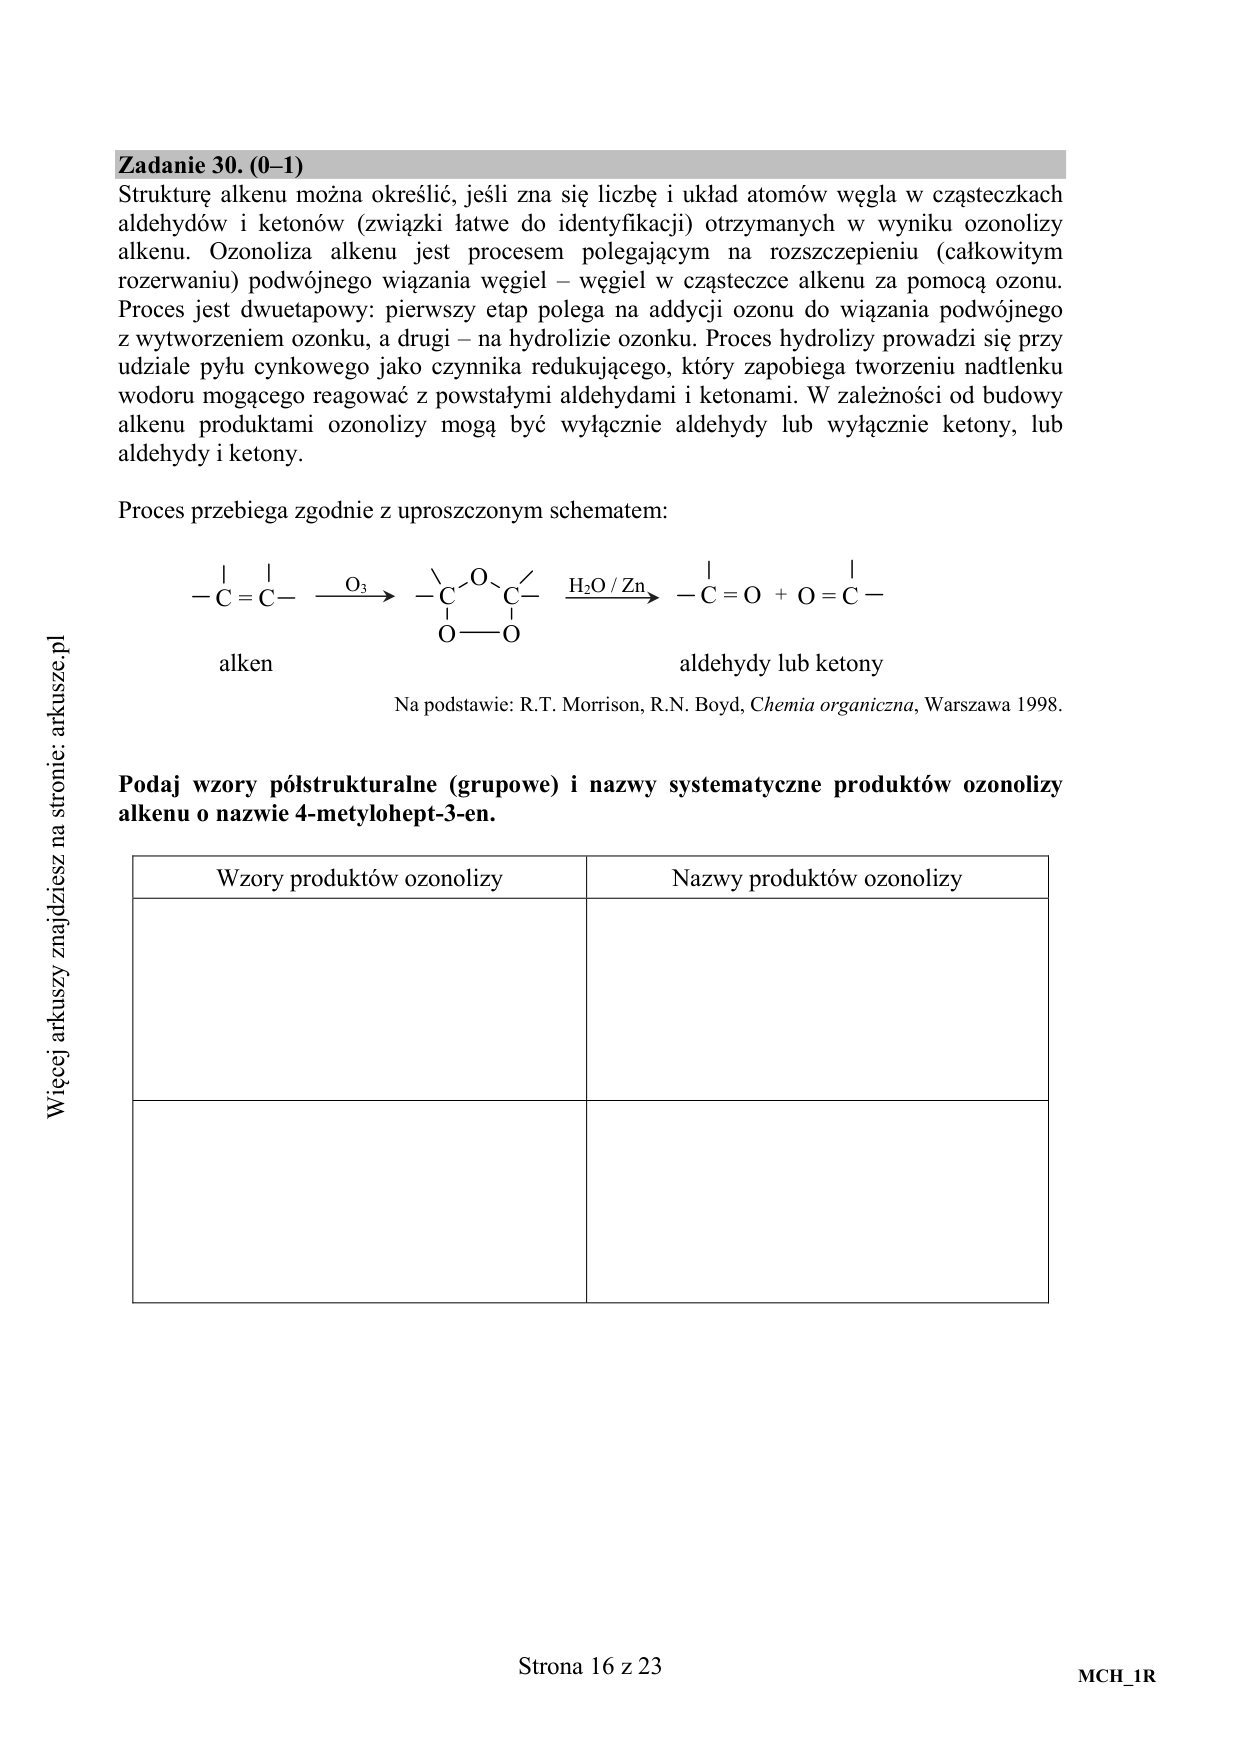 Zadanie 30. (0–1)
Strukturę alkenu można określić, jeśli zna się liczbę i układ atomów węgla w cząsteczkach
aldehydów i ketonów (związki łatwe do identyfikacji) otrzymanych w wyniku ozonolizy
alkenu. Ozonoliza alkenu jest procesem polegającym na rozszczepieniu (całkowitym
rozerwaniu) podwójnego wiązania węgiel – węgiel w cząsteczce alkenu za pomocą ozonu.
Proces jest dwuetapowy: pierwszy etap polega na addycji ozonu do wiązania podwójnego
z wytworzeniem ozonku, a drugi – na hydrolizie ozonku. Proces hydrolizy prowadzi się przy
udziale pyłu cynkowego jako czynnika redukującego, który zapobiega tworzeniu nadtlenku
wodoru mogącego reagować z powstałymi aldehydami i ketonami. W zależności od budowy
alkenu produktami ozonolizy mogą być wyłącznie aldehydy lub wyłącznie ketony, lub
aldehydy i ketony.
Proces przebiega zgodnie z uproszczonym schematem:
O₃ O H₂O / Zn
– C = C – – C C – – C = O + O = C –
O — O
alken aldehydy lub ketony
Na podstawie: R.T. Morrison, R.N. Boyd, Chemia organiczna, Warszawa 1998.
Podaj wzory półstrukturalne (grupowe) i nazwy systematyczne produktów ozonolizy
alkenu o nazwie 4-metylohept-3-en.
Wzory produktów ozonolizy
Nazwy produktów ozonolizy
Więcej arkuszy znajdziesz na stronie: arkusze.pl
Strona 16 z 23
MCH_1R